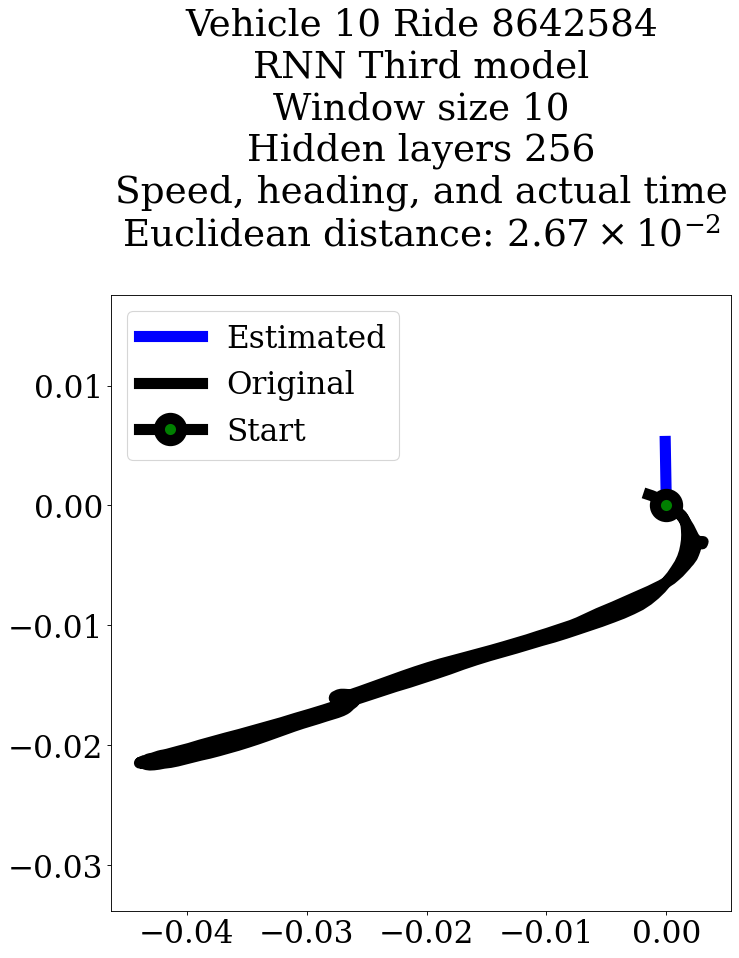 Vehicle 10 Ride 8642584
RNN Third model
Window size 10
Hidden layers 256
Speed, heading, and actual time
Euclidean distance: 2.67 × 10⁻²
Estimated
Original
Start
0.01
0.00
−0.01
−0.02
−0.03
−0.04 −0.03 −0.02 −0.01 0.00